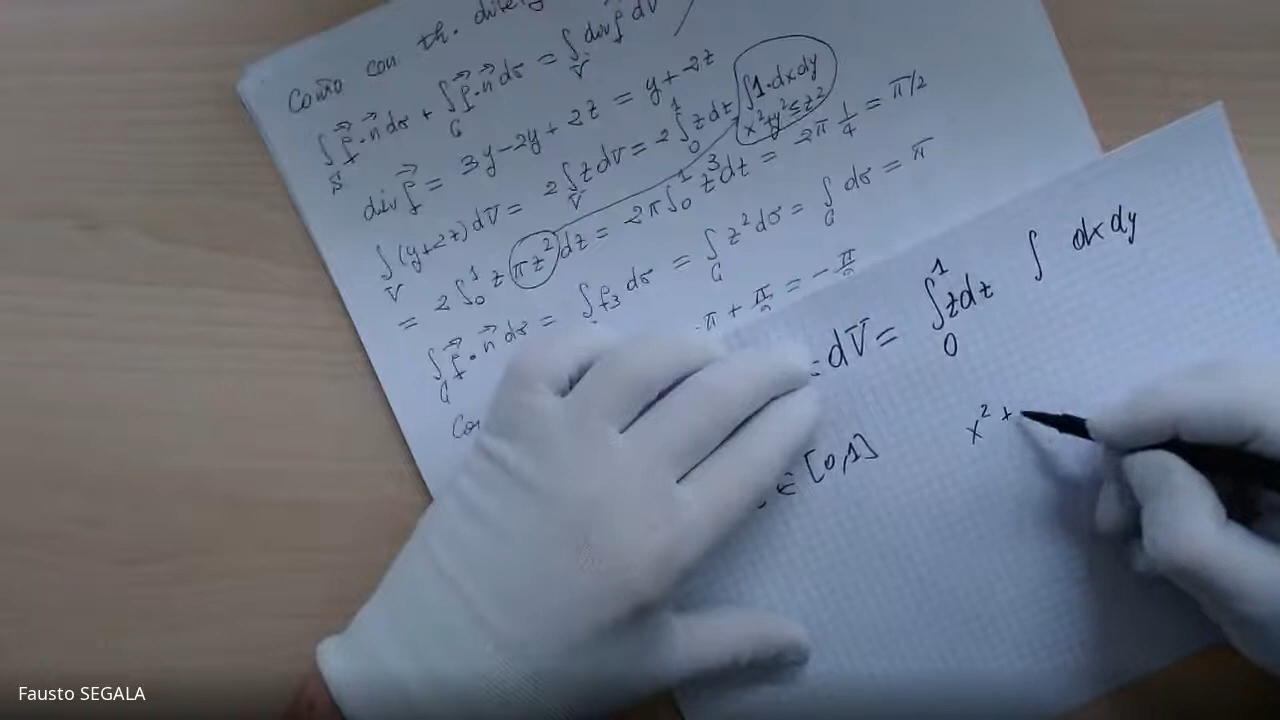 Conto con th.
∫_S f⃗·n⃗ dσ + ∫_G f⃗·n⃗ dσ = ∫_V div f⃗ dV
div f⃗ = 3y-2y+2z = y+2z
∫_V (y+2z)dV = 2∫_V z dV = 2∫_0^1 z dz ∫_{x²+y²≤z²} 1·dxdy
= 2∫_0^1 z πz² dz = 2π∫_0^1 z³ dz = 2π 1/4 = π/2
∫_G f⃗·n⃗ dσ = ∫ f_3 dσ = ∫_G z² dσ = ∫_G dσ = π
-π + π/2 = -π/2
dV = ∫_0^1 z dz ∫ dxdy
∈ [0,1] x² +
Fausto SEGALA